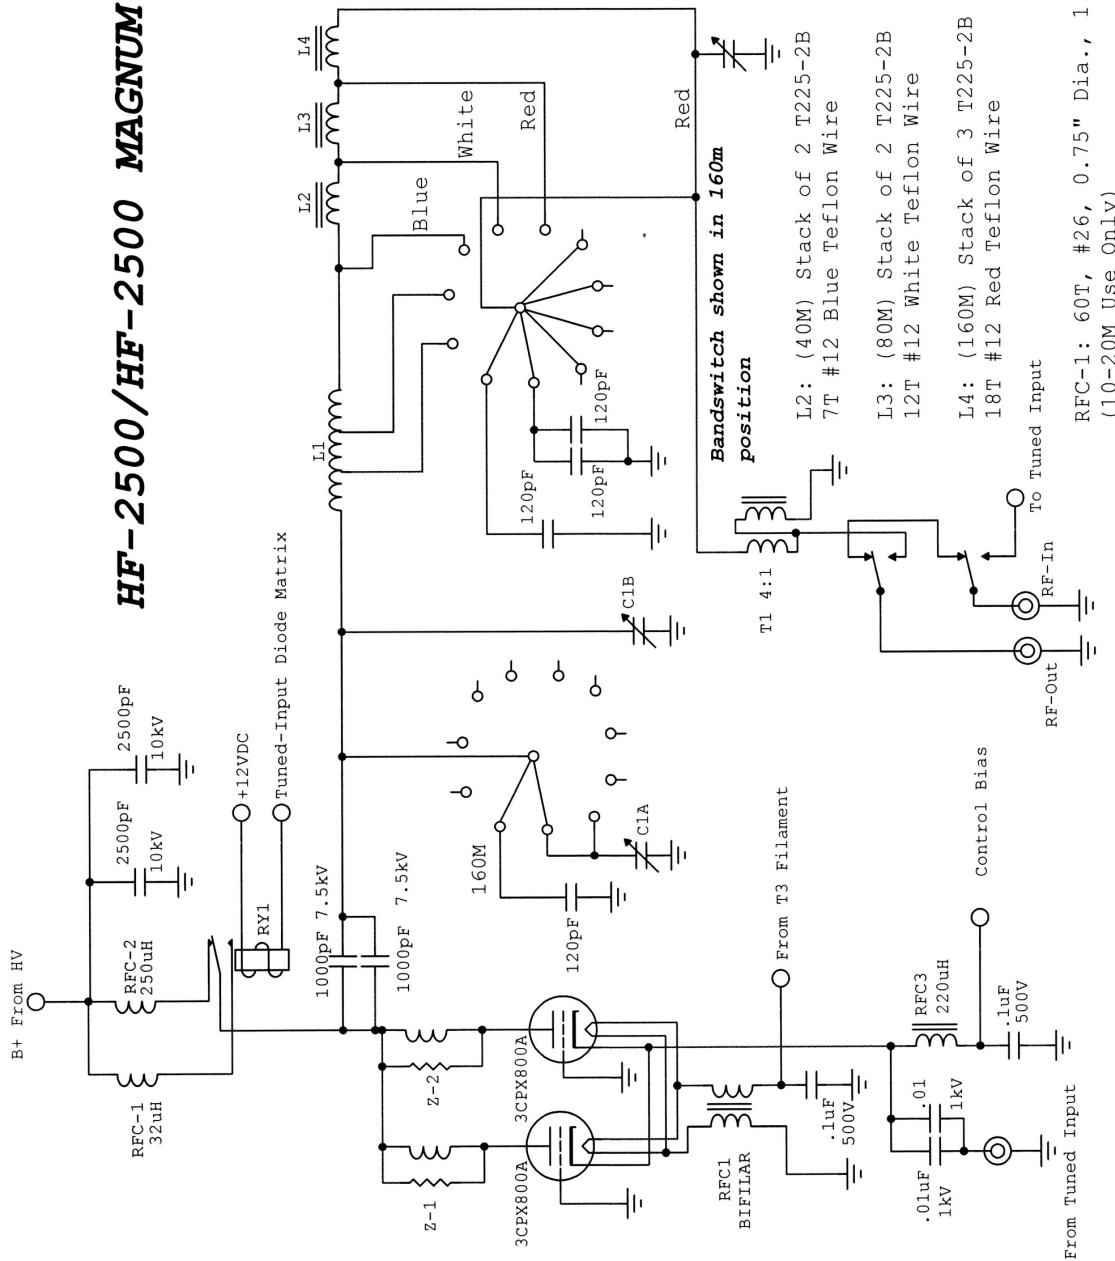 HF-2500/HF-2500 MAGNUM
B+ From HV
RFC-1
32uH
RFC-2
250uH
2500pF
10kV
2500pF
10kV
RY1
+12VDC
Tuned-Input Diode Matrix
1000pF 7.5kV
1000pF 7.5kV
Z-1
Z-2
3CPX800A
3CPX800A
RFC1
BIFILAR
.1uF
500V
From T3 Filament
160M
120pF
C1A
C1B
L1
L2
L3
L4
Blue
White
Red
Red
120pF
120pF
120pF
Bandswitch shown in 160m
position
T1 4:1
RF-Out
RF-In
To Tuned Input
L2: (40M) Stack of 2 T225-2B
7T #12 Blue Teflon Wire
L3: (80M) Stack of 2 T225-2B
12T #12 White Teflon Wire
L4: (160M) Stack of 3 T225-2B
18T #12 Red Teflon Wire
RFC-1: 60T, #26, 0.75" Dia., 1
(10-20M Use Only)
Control Bias
RFC3
220uH
.1uF
500V
.01
1kV
.01uF
1kV
From Tuned Input